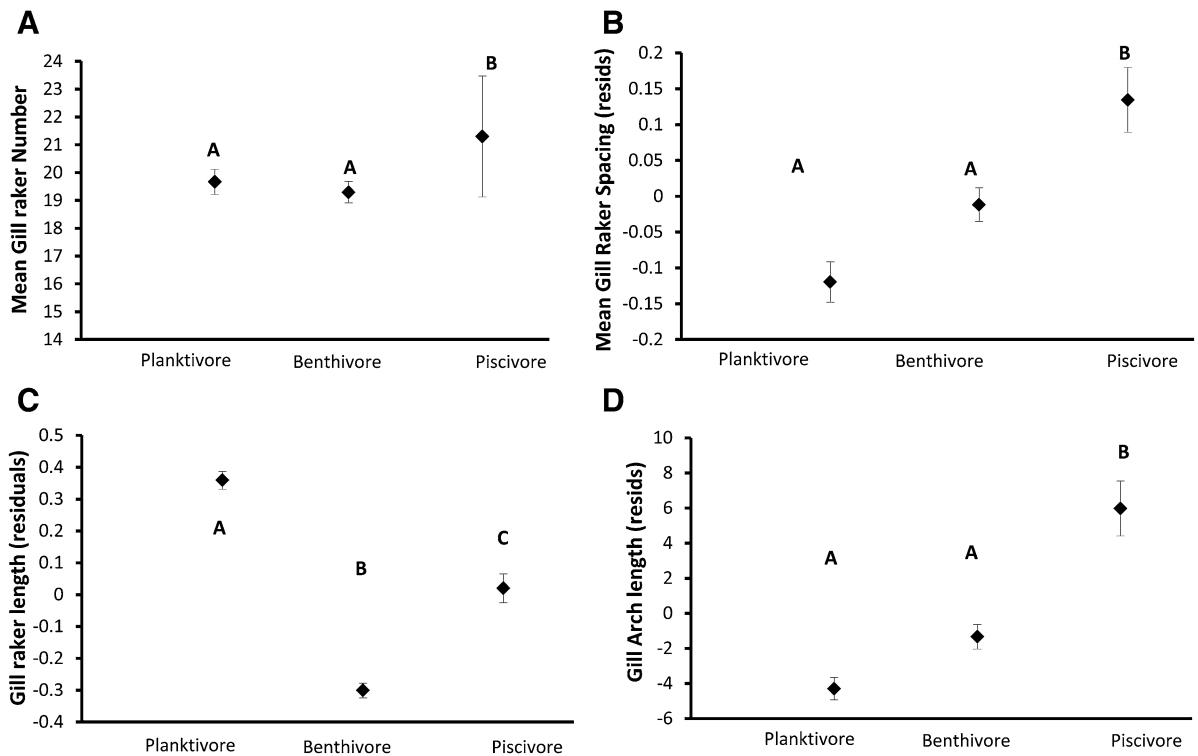 A
Mean Gill raker Number
24
23
22
21
20
19
18
17
16
15
14
A
A
B
Planktivore
Benthivore
Piscivore
B
Mean Gill Raker Spacing (resids)
0.2
0.15
0.1
0.05
0
-0.05
-0.1
-0.15
-0.2
A
A
B
Planktivore
Benthivore
Piscivore
C
Gill raker length (residuals)
0.5
0.4
0.3
0.2
0.1
0
-0.1
-0.2
-0.3
-0.4
A
B
C
Planktivore
Benthivore
Piscivore
D
Gill Arch length (resids)
10
8
6
4
2
0
-2
-4
-6
A
A
B
Planktivore
Benthivore
Piscivore